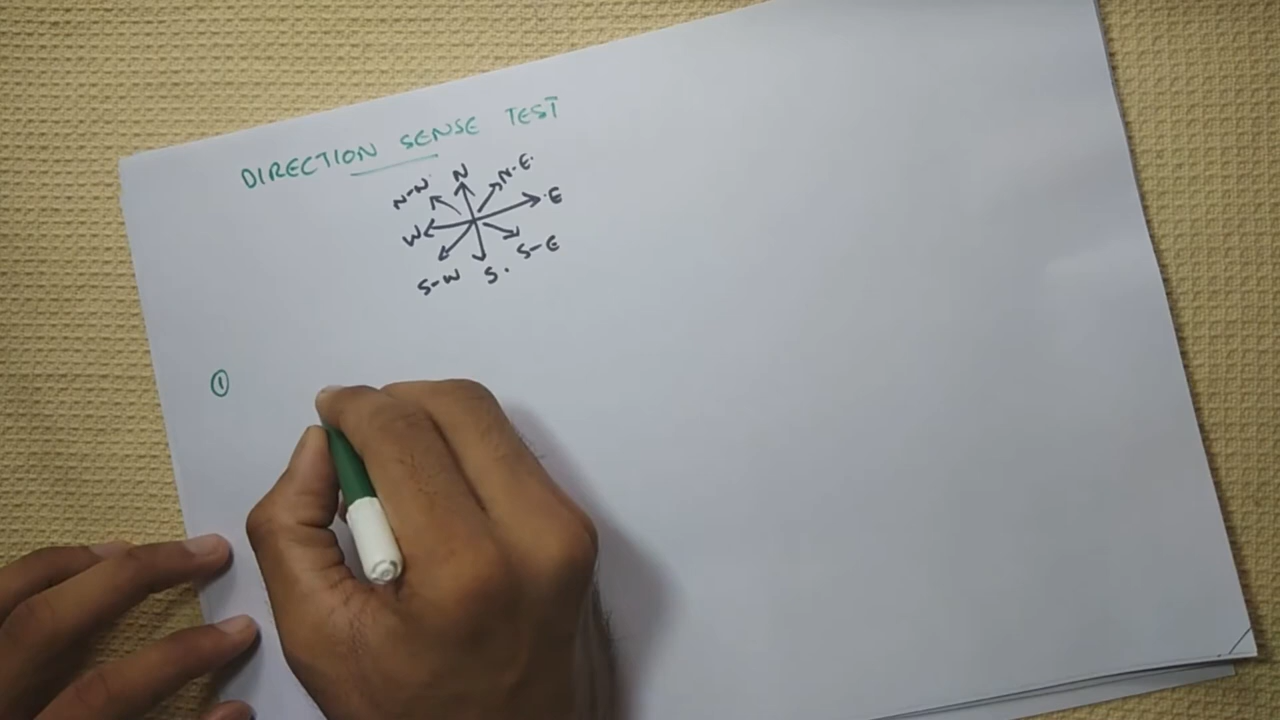 DIRECTION SENSE TEST
N-W N N.E.
W E
S-W S. S-E
①